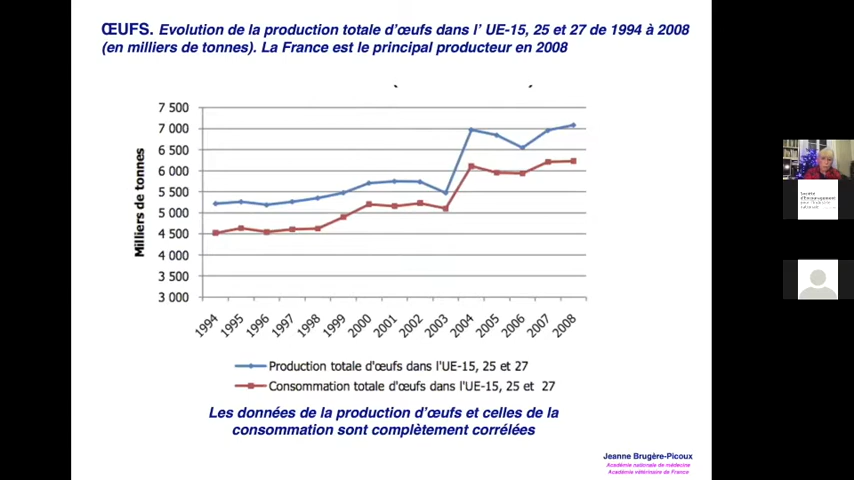 ŒUFS. Evolution de la production totale d'œufs dans l' UE-15, 25 et 27 de 1994 à 2008
(en milliers de tonnes). La France est le principal producteur en 2008
Milliers de tonnes
7 500
7 000
6 500
6 000
5 500
5 000
4 500
4 000
3 500
3 000
1994 1995 1996 1997 1998 1999 2000 2001 2002 2003 2004 2005 2006 2007 2008
Production totale d'œufs dans l'UE-15, 25 et 27
Consommation totale d'œufs dans l'UE-15, 25 et 27
Les données de la production d'œufs et celles de la
consommation sont complètement corrélées
Jeanne Brugère-Picoux
Académie nationale de médecine
Académie vétérinaire de France
Société
d'Encouragement